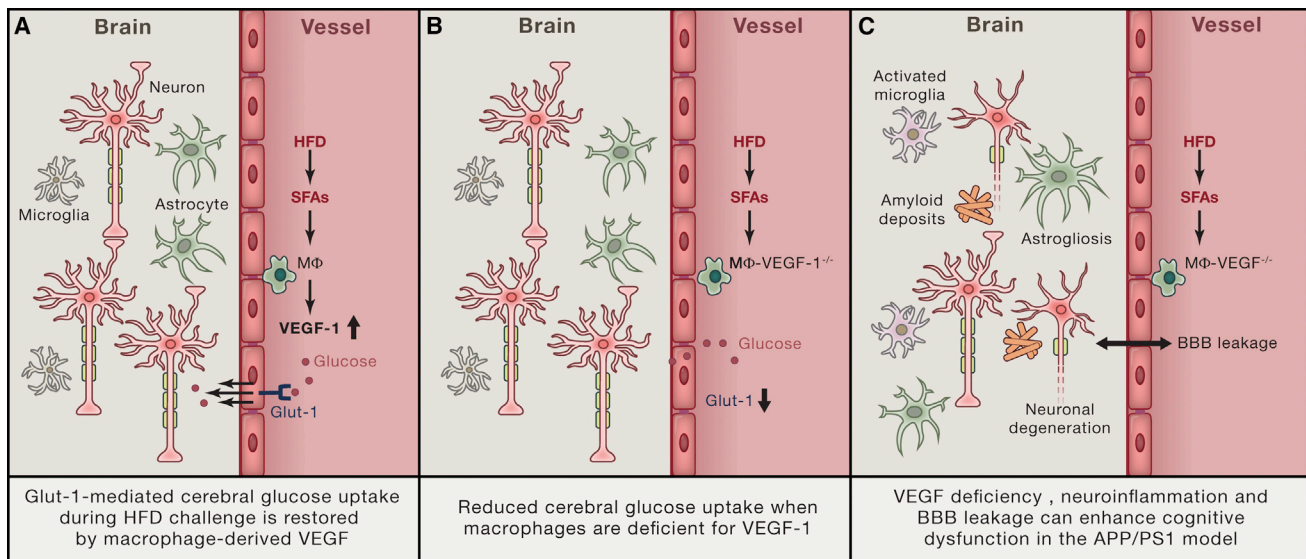 A
Brain
Vessel
Neuron
HFD
SFAs
Microglia
Astrocyte
MΦ
VEGF-1
Glucose
Glut-1
Glut-1-mediated cerebral glucose uptake
during HFD challenge is restored
by macrophage-derived VEGF
B
Brain
Vessel
HFD
SFAs
MΦ-VEGF-1-/-
Glucose
Glut-1
Reduced cerebral glucose uptake when
macrophages are deficient for VEGF-1
C
Brain
Vessel
Activated
microglia
HFD
Amyloid
deposits
SFAs
Astrogliosis
MΦ-VEGF-/-
BBB leakage
Neuronal
degeneration
VEGF deficiency , neuroinflammation and
BBB leakage can enhance cognitive
dysfunction in the APP/PS1 model